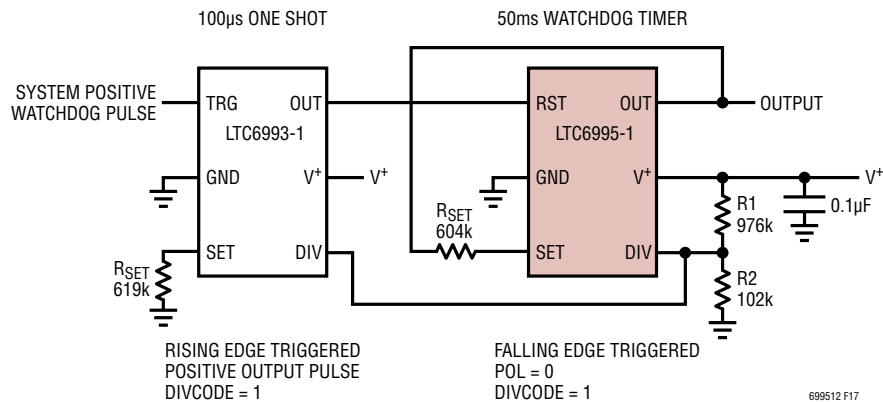 100µs ONE SHOT
50ms WATCHDOG TIMER
SYSTEM POSITIVE
WATCHDOG PULSE
TRG
OUT
LTC6993-1
GND
V+
V+
SET
DIV
RSET
619k
RISING EDGE TRIGGERED
POSITIVE OUTPUT PULSE
DIVCODE = 1
RST
OUT
LTC6995-1
GND
V+
SET
DIV
RSET
604k
OUTPUT
V+
R1
976k
0.1µF
R2
102k
FALLING EDGE TRIGGERED
POL = 0
DIVCODE = 1
699512 F17